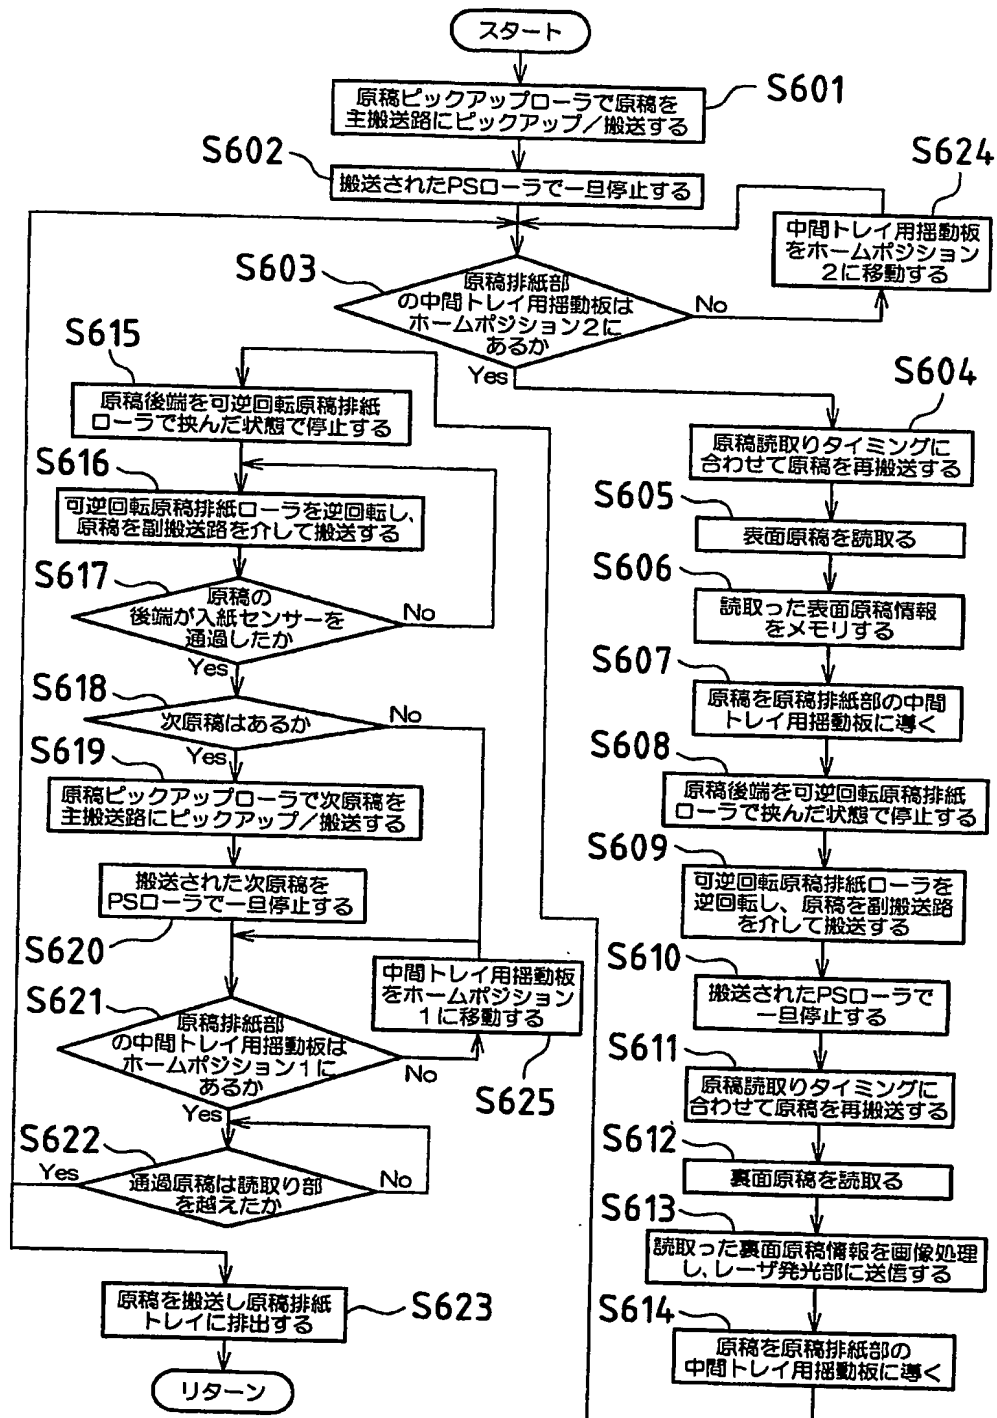 スタート
原稿ピックアップローラで原稿を
主搬送路にピックアップ／搬送する
S601
S602
搬送されたPSローラで一旦停止する
S624
中間トレイ用揺動板
をホームポジション
2に移動する
S603
原稿排紙部
の中間トレイ用揺動板は
ホームポジション2に
あるか
No
Yes
S604
原稿読取りタイミングに
合わせて原稿を再搬送する
S605
表面原稿を読取る
S606
読取った表面原稿情報
をメモリする
S607
原稿を原稿排紙部の中間
トレイ用揺動板に導く
S608
原稿後端を可逆回転原稿排紙
ローラで挟んだ状態で停止する
S609
可逆回転原稿排紙ローラを
逆回転し、原稿を副搬送路
を介して搬送する
S610
搬送されたPSローラで
一旦停止する
S611
原稿読取りタイミングに
合わせて原稿を再搬送する
S612
裏面原稿を読取る
S613
読取った裏面原稿情報を画像処理
し、レーザ発光部に送信する
S614
原稿を原稿排紙部の
中間トレイ用揺動板に導く
S615
原稿後端を可逆回転原稿排紙
ローラで挟んだ状態で停止する
S616
可逆回転原稿排紙ローラを逆回転し、
原稿を副搬送路を介して搬送する
S617
原稿の
後端が入紙センサーを
通過したか
No
Yes
S618
次原稿はあるか
No
Yes
S619
原稿ピックアップローラで次原稿を
主搬送路にピックアップ／搬送する
搬送された次原稿を
PSローラで一旦停止する
S620
中間トレイ用揺動板
をホームポジション
1に移動する
S625
S621
原稿排紙部
の中間トレイ用揺動板は
ホームポジション1に
あるか
No
Yes
S622
通過原稿は読取り部
を越えたか
Yes
No
原稿を搬送し原稿排紙
トレイに排出する
S623
リターン